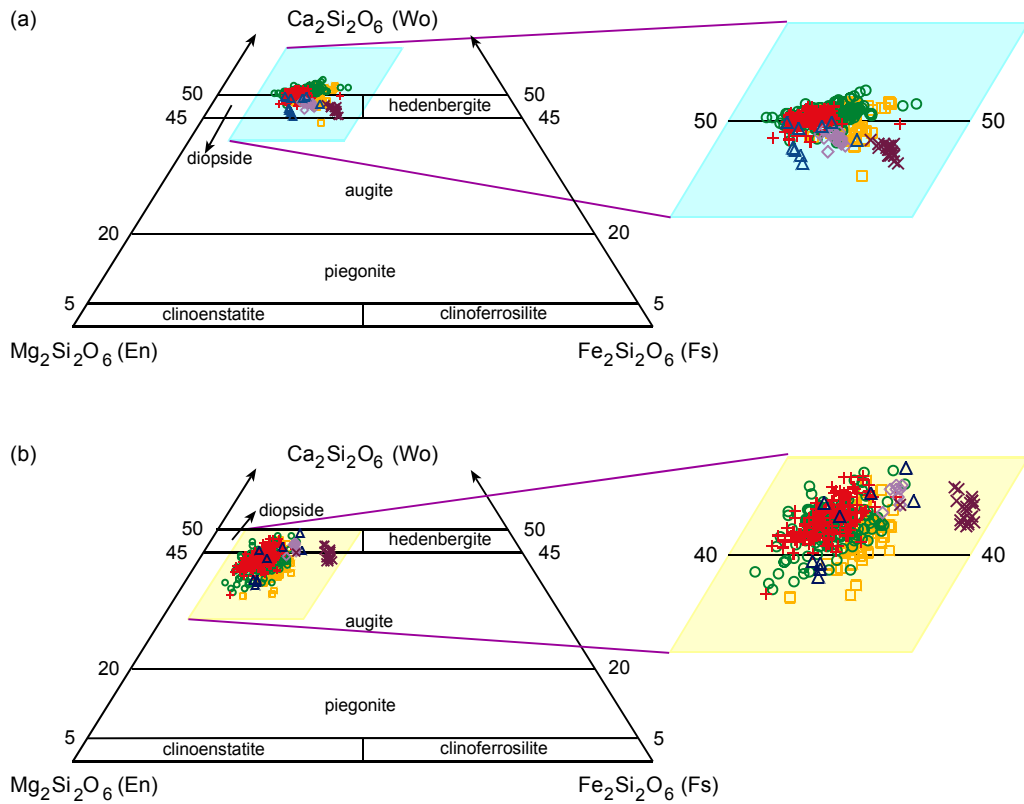 (a)
Ca2Si2O6 (Wo)
50 hedenbergite 50
45 45
diopside
augite
20 20
piegonite
5 clinoenstatite clinoferrosilite 5
Mg2Si2O6 (En) Fe2Si2O6 (Fs)
50 50
(b)
Ca2Si2O6 (Wo)
diopside
50 hedenbergite 50
45 45
augite
20 20
piegonite
5 clinoenstatite clinoferrosilite 5
Mg2Si2O6 (En) Fe2Si2O6 (Fs)
40 40